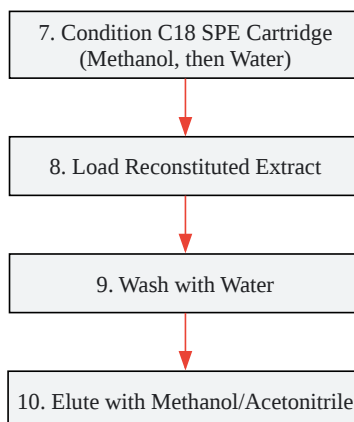 7. Condition C18 SPE Cartridge
(Methanol, then Water)
8. Load Reconstituted Extract
9. Wash with Water
10. Elute with Methanol/Acetonitrile